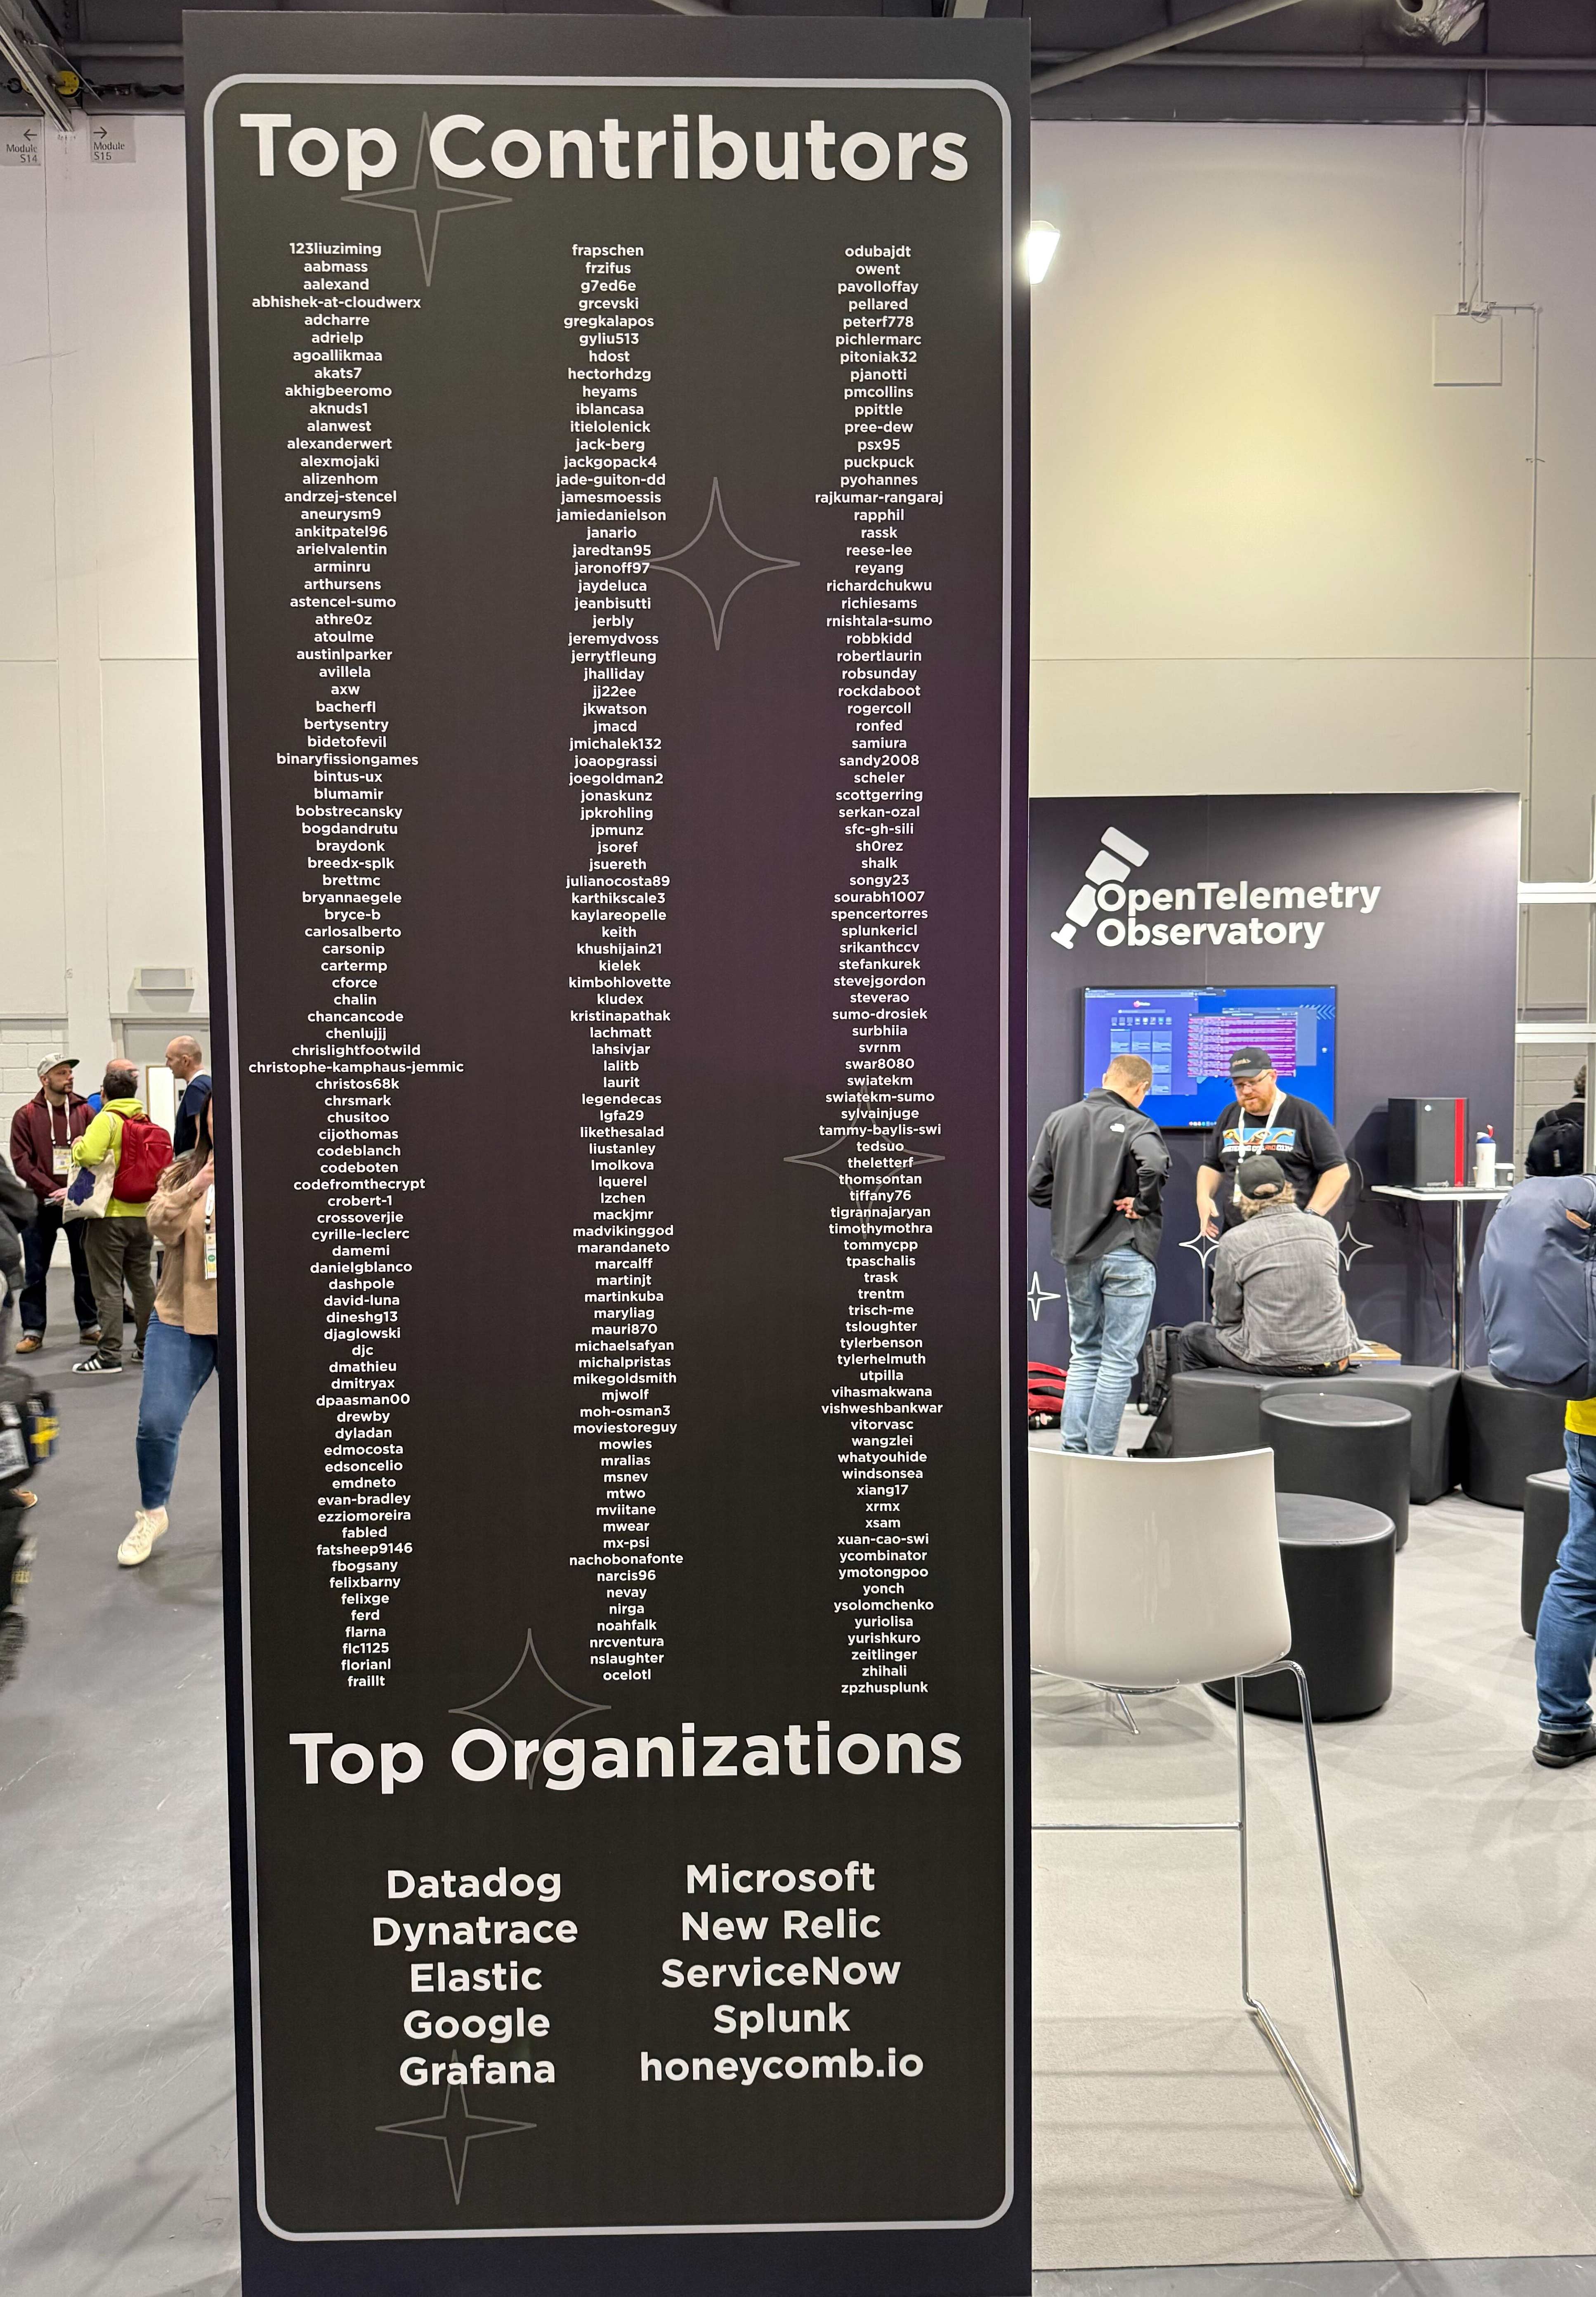 ← Module S14
→ Module S15
Top Contributors
123liuziming
aabmass
aalexand
abhishek-at-cloudwerx
adcharre
adrielp
agoallikmaa
akats7
akhigbeeromo
aknuds1
alanwest
alexanderwert
alexmojaki
alizenhom
andrzej-stencel
aneurysm9
ankitpatel96
arielvalentin
arminru
arthursens
astencel-sumo
athre0z
atoulme
austinlparker
avillela
axw
bacherfl
bertysentry
bidetofevil
binaryfissiongames
bintus-ux
blumamir
bobstrecansky
bogdandrutu
braydonk
breedx-splk
brettmc
bryannaegele
bryce-b
carlosalberto
carsonip
cartermp
cforce
chalin
chancancode
chenlujjj
chrislightfootwild
christophe-kamphaus-jemmic
christos68k
chrsmark
chusitoo
cijothomas
codeblanch
codeboten
codefromthecrypt
crobert-1
crossoverjie
cyrille-leclerc
damemi
danielgblanco
dashpole
david-luna
dineshg13
djaglowski
djc
dmathieu
dmitryax
dpaasman00
drewby
dyladan
edmocosta
edsoncelio
emdneto
evan-bradley
ezziomoreira
fabled
fatsheep9146
fbogsany
felixbarny
felixge
ferd
flarna
flc1125
florianl
fraillt
frapschen
frzifus
g7ed6e
grcevski
gregkalapos
gyliu513
hdost
hectorhdzg
heyams
iblancasa
itielolenick
jack-berg
jackgopack4
jade-guiton-dd
jamesmoessis
jamiedanielson
janario
jaredtan95
jaronoff97
jaydeluca
jeanbisutti
jerbly
jeremydvoss
jerrytfleung
jhalliday
jj22ee
jkwatson
jmacd
jmichalek132
joaopgrassi
joegoldman2
jonaskunz
jpkrohling
jpmunz
jsoref
jsuereth
julianocosta89
karthikscale3
kaylareopelle
keith
khushijain21
kielek
kimbohlovette
kludex
kristinapathak
lachmatt
lahsivjar
lalitb
laurit
legendecas
lgfa29
likethesalad
liustanley
lmolkova
lquerel
lzchen
mackjmr
madvikinggod
marandaneto
marcalff
martinjt
martinkuba
maryliag
mauri870
michaelsafyan
michalpristas
mikegoldsmith
mjwolf
moh-osman3
moviestoreguy
mowies
mralias
msnev
mtwo
mviitane
mwear
mx-psi
nachobonafonte
narcis96
nevay
nirga
noahfalk
nrcventura
nslaughter
ocelotl
odubajdt
owent
pavolloffay
pellared
peterf778
pichlermarc
pitoniak32
pjanotti
pmcollins
ppittle
pree-dew
psx95
puckpuck
pyohannes
rajkumar-rangaraj
rapphil
rassk
reese-lee
reyang
richardchukwu
richiesams
rnishtala-sumo
robbkidd
robertlaurin
robsunday
rockdaboot
rogercoll
ronfed
samiura
sandy2008
scheler
scottgerring
serkan-ozal
sfc-gh-sili
sh0rez
shalk
songy23
sourabh1007
spencertorres
splunkericl
srikanthccv
stefankurek
stevejgordon
steverao
sumo-drosiek
surbhiia
svrnm
swar8080
swiatekm
swiatekm-sumo
sylvainjuge
tammy-baylis-swi
tedsuo
theletterf
thomsontan
tiffany76
tigrannajaryan
timothymothra
tommycpp
tpaschalis
trask
trentm
trisch-me
tsloughter
tylerbenson
tylerhelmuth
utpilla
vihasmakwana
vishweshbankwar
vitorvasc
wangzlei
whatyouhide
windsonsea
xiang17
xrmx
xsam
xuan-cao-swi
ycombinator
ymotongpoo
yonch
ysolomchenko
yuriolisa
yurishkuro
zeitlinger
zhihali
zpzhusplunk
Top Organizations
Datadog
Dynatrace
Elastic
Google
Grafana
Microsoft
New Relic
ServiceNow
Splunk
honeycomb.io
OpenTelemetry
Observatory